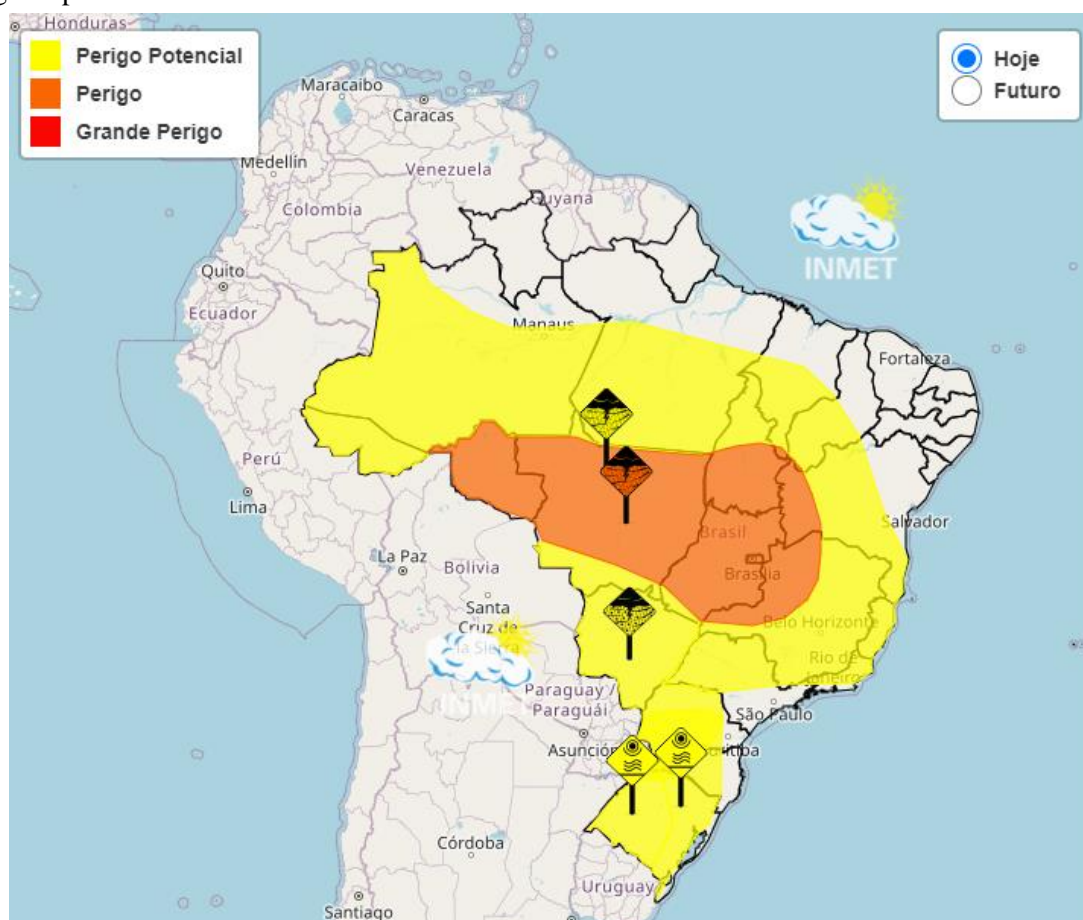 Honduras
Perigo Potencial
Perigo
Grande Perigo
Hoje
Futuro
Maracaibo
Caracas
Medellín
Venezuela
Guyana
Colombia
INMET
Quito
Ecuador
Manaus
Fortaleza
Perú
Lima
Salvador
Brasil
La Paz
Bolivia
Brasília
Santa
Cruz de
la Sierra
Belo Horizonte
Rio de
Janeiro
INMET
Paraguay /
Paraguái
São Paulo
Asunción
Córdoba
Uruguay
Santiago